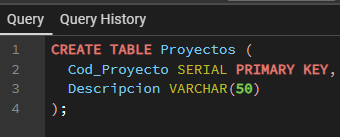 Query Query History
1 CREATE TABLE Proyectos (
2 Cod_Proyecto SERIAL PRIMARY KEY,
3 Descripcion VARCHAR(50)
4 );